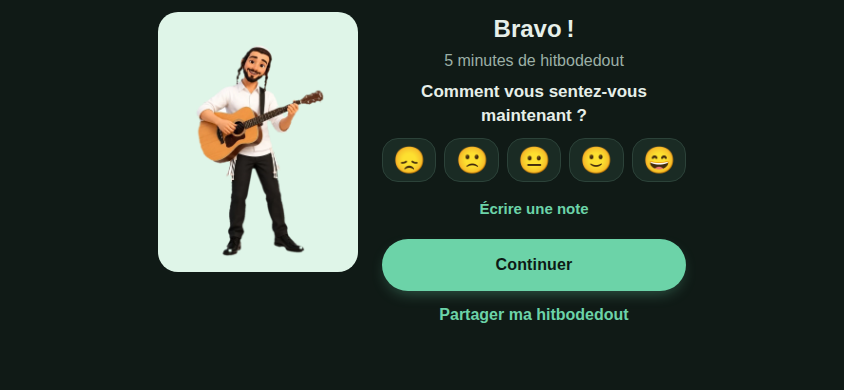 Bravo !
5 minutes de hitbodedout
Comment vous sentez-vous
maintenant ?
Écrire une note
Continuer
Partager ma hitbodedout